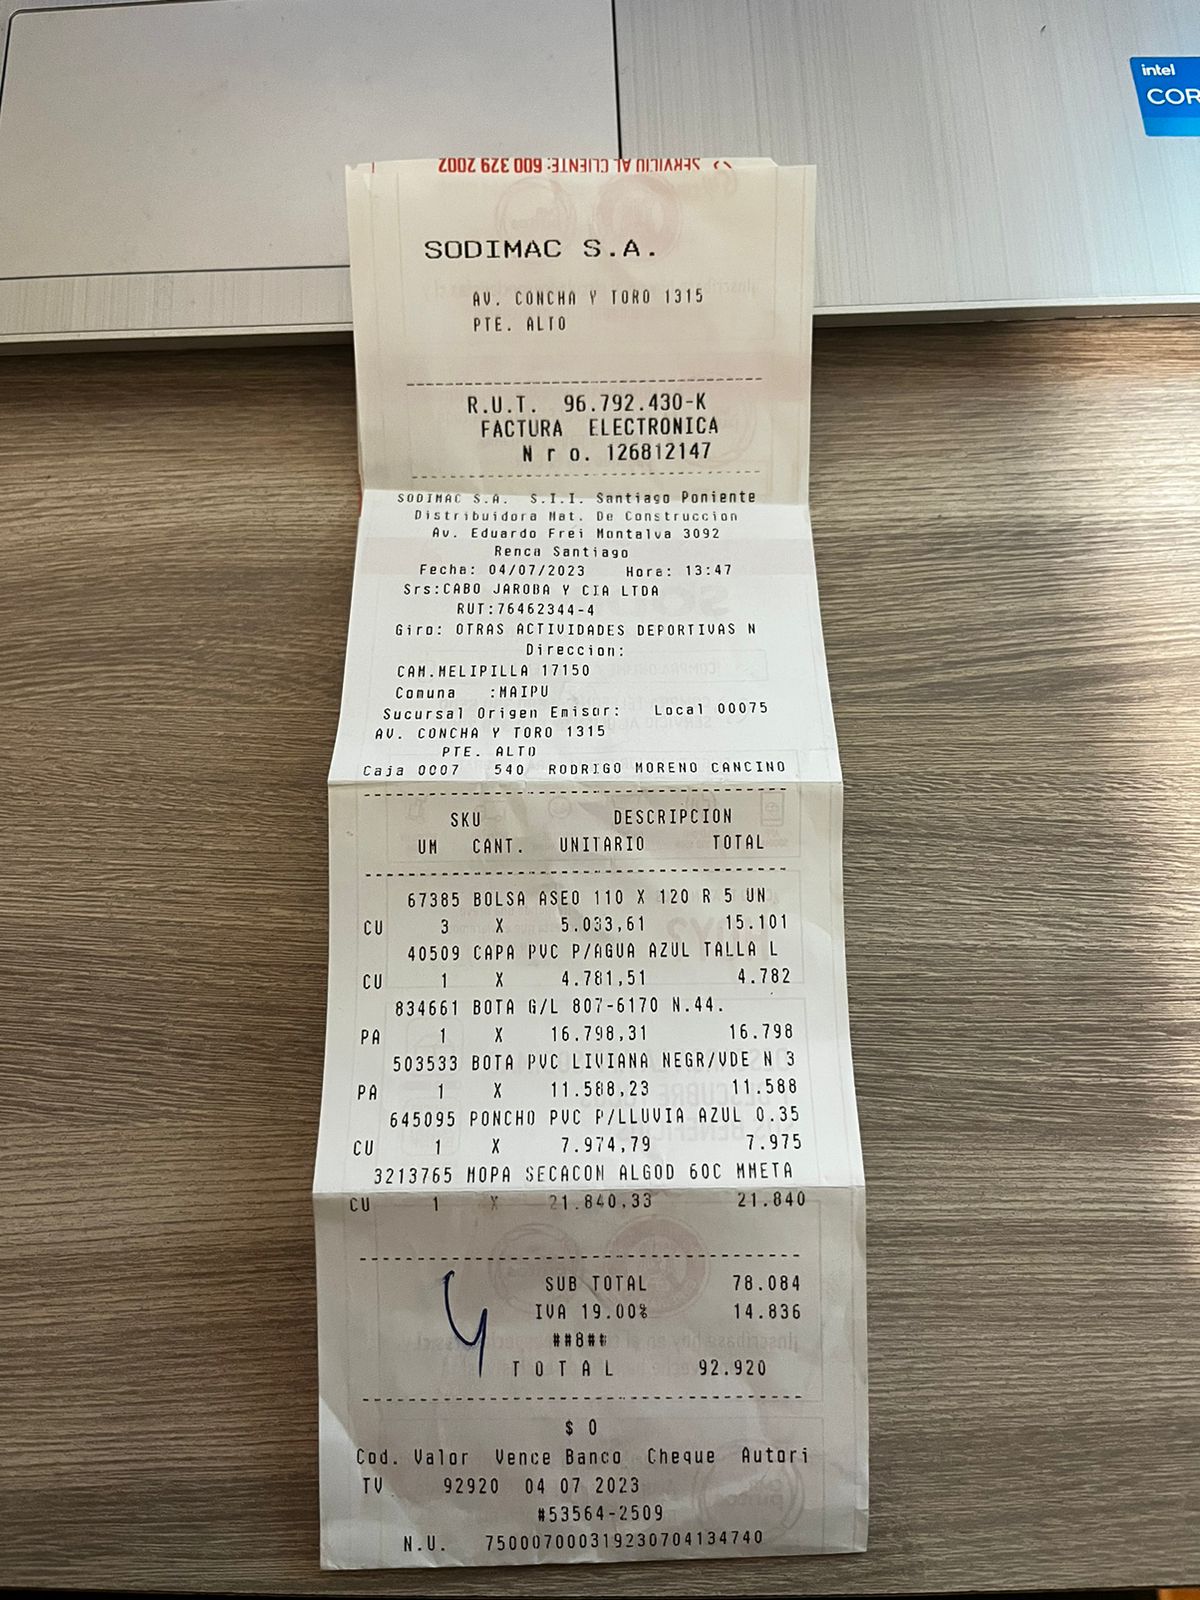 intel
COR
SERVICIO AL CLIENTE: 600 329 2002
SODIMAC S.A.
AV. CONCHA Y TORO 1315
PTE. ALTO
R.U.T. 96.792.430-K
FACTURA ELECTRONICA
N r o. 126812147
SODIMAC S.A. S.I.I. Santiago Poniente
Distribuidora Mat. De Construccion
Av. Eduardo Frei Montalva 3092
Renca Santiago
Fecha: 04/07/2023 Hora: 13:47
Srs:CABO JAROBA Y CIA LTDA
RUT:76462344-4
Giro: OTRAS ACTIVIDADES DEPORTIVAS N
Direccion:
CAM.MELIPILLA 17150
Comuna :MAIPU
Sucursal Origen Emisor: Local 00075
AV. CONCHA Y TORO 1315
PTE. ALTO
Caja 0007 540 RODRIGO MORENO CANCINO
SKU DESCRIPCION
UM CANT. UNITARIO TOTAL
67385 BOLSA ASEO 110 X 120 R 5 UN
CU 3 X 5.033,61 15.101
40509 CAPA PVC P/AGUA AZUL TALLA L
CU 1 X 4.781,51 4.782
834661 BOTA G/L 807-6170 N.44.
PA 1 X 16.798,31 16.798
503533 BOTA PVC LIVIANA NEGR/VDE N 3
PA 1 X 11.588,23 11.588
645095 PONCHO PVC P/LLUVIA AZUL 0.35
CU 1 X 7.974,79 7.975
3213765 MOPA SECACON ALGOD 60C MMETA
CU 1 X 21.840,33 21.840
SUB TOTAL 78.084
IVA 19.00% 14.836
##8##
T O T A L 92.920
$ 0
Cod. Valor Vence Banco Cheque Autori
TV 92920 04 07 2023
#53564-2509
N.U. 750007000319230704134740